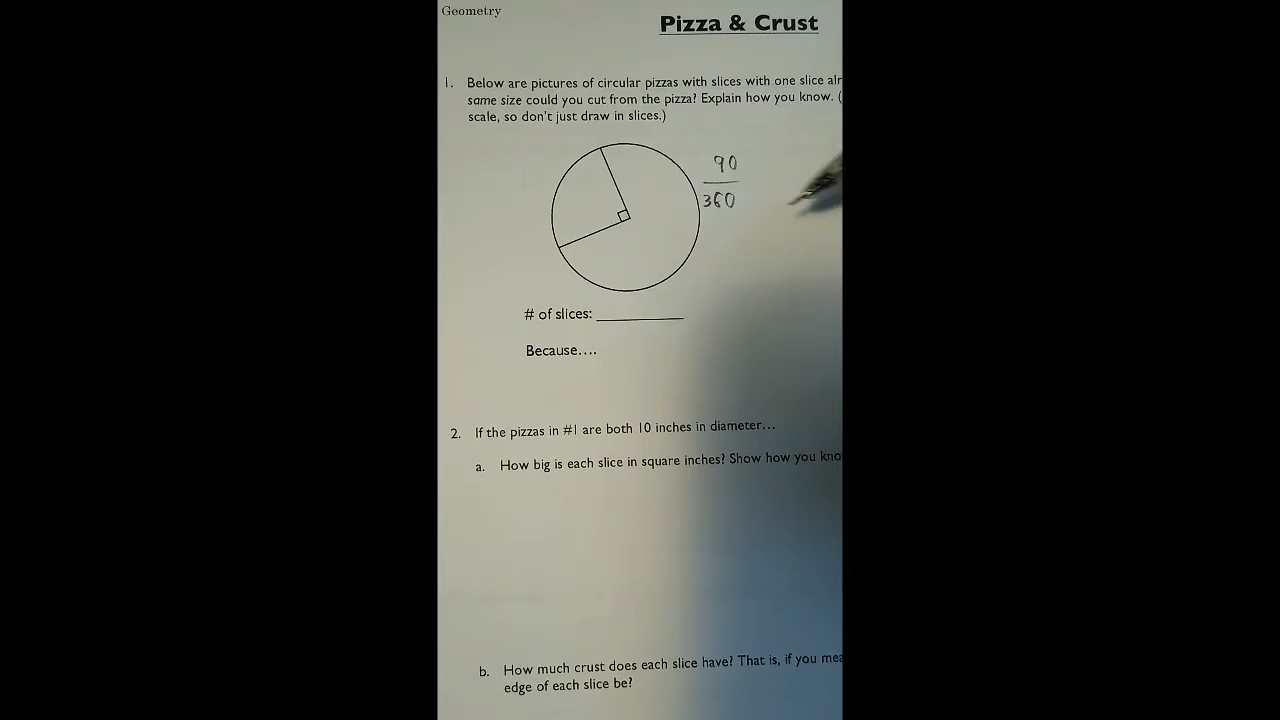 Geometry
Pizza & Crust
1. Below are pictures of circular pizzas with slices with one slice alr
same size could you cut from the pizza? Explain how you know. (
scale, so don't just draw in slices.)
90
360
# of slices: __________
Because....
2. If the pizzas in #1 are both 10 inches in diameter...
a. How big is each slice in square inches? Show how you kno
b. How much crust does each slice have? That is, if you mea
edge of each slice be?